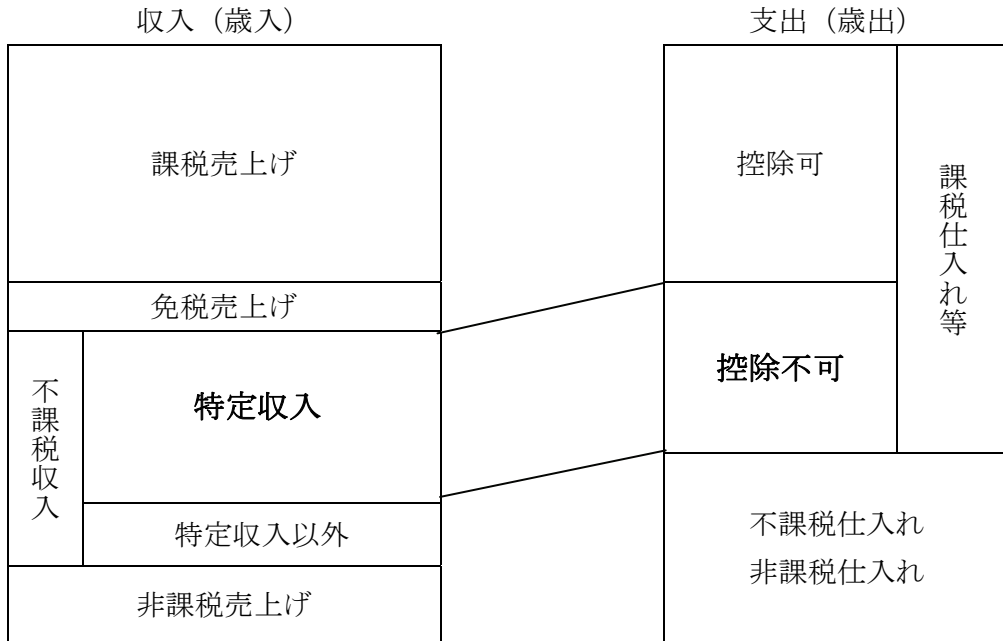 収入（歳入）
課税売上げ
免税売上げ
不課税収入
特定収入
特定収入以外
非課税売上げ
支出（歳出）
控除可
控除不可
課税仕入れ等
不課税仕入れ
非課税仕入れ